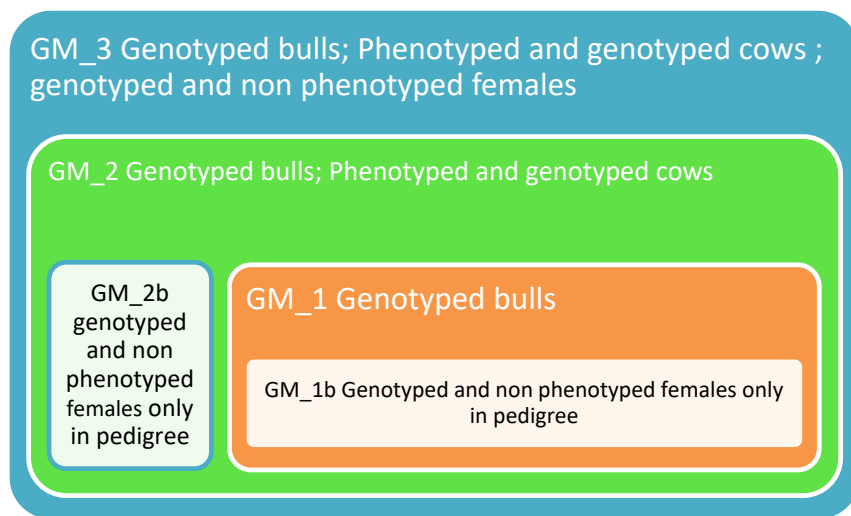 GM_3 Genotyped bulls; Phenotyped and genotyped cows ;
genotyped and non phenotyped females
GM_2 Genotyped bulls; Phenotyped and genotyped cows
GM_2b
genotyped
and non
phenotyped
females only
in pedigree
GM_1 Genotyped bulls
GM_1b Genotyped and non phenotyped females only
in pedigree